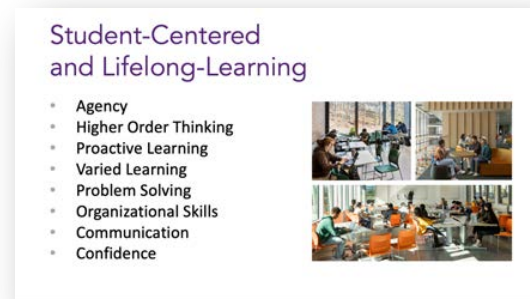 Student-Centered
and Lifelong-Learning
• Agency
• Higher Order Thinking
• Proactive Learning
• Varied Learning
• Problem Solving
• Organizational Skills
• Communication
• Confidence